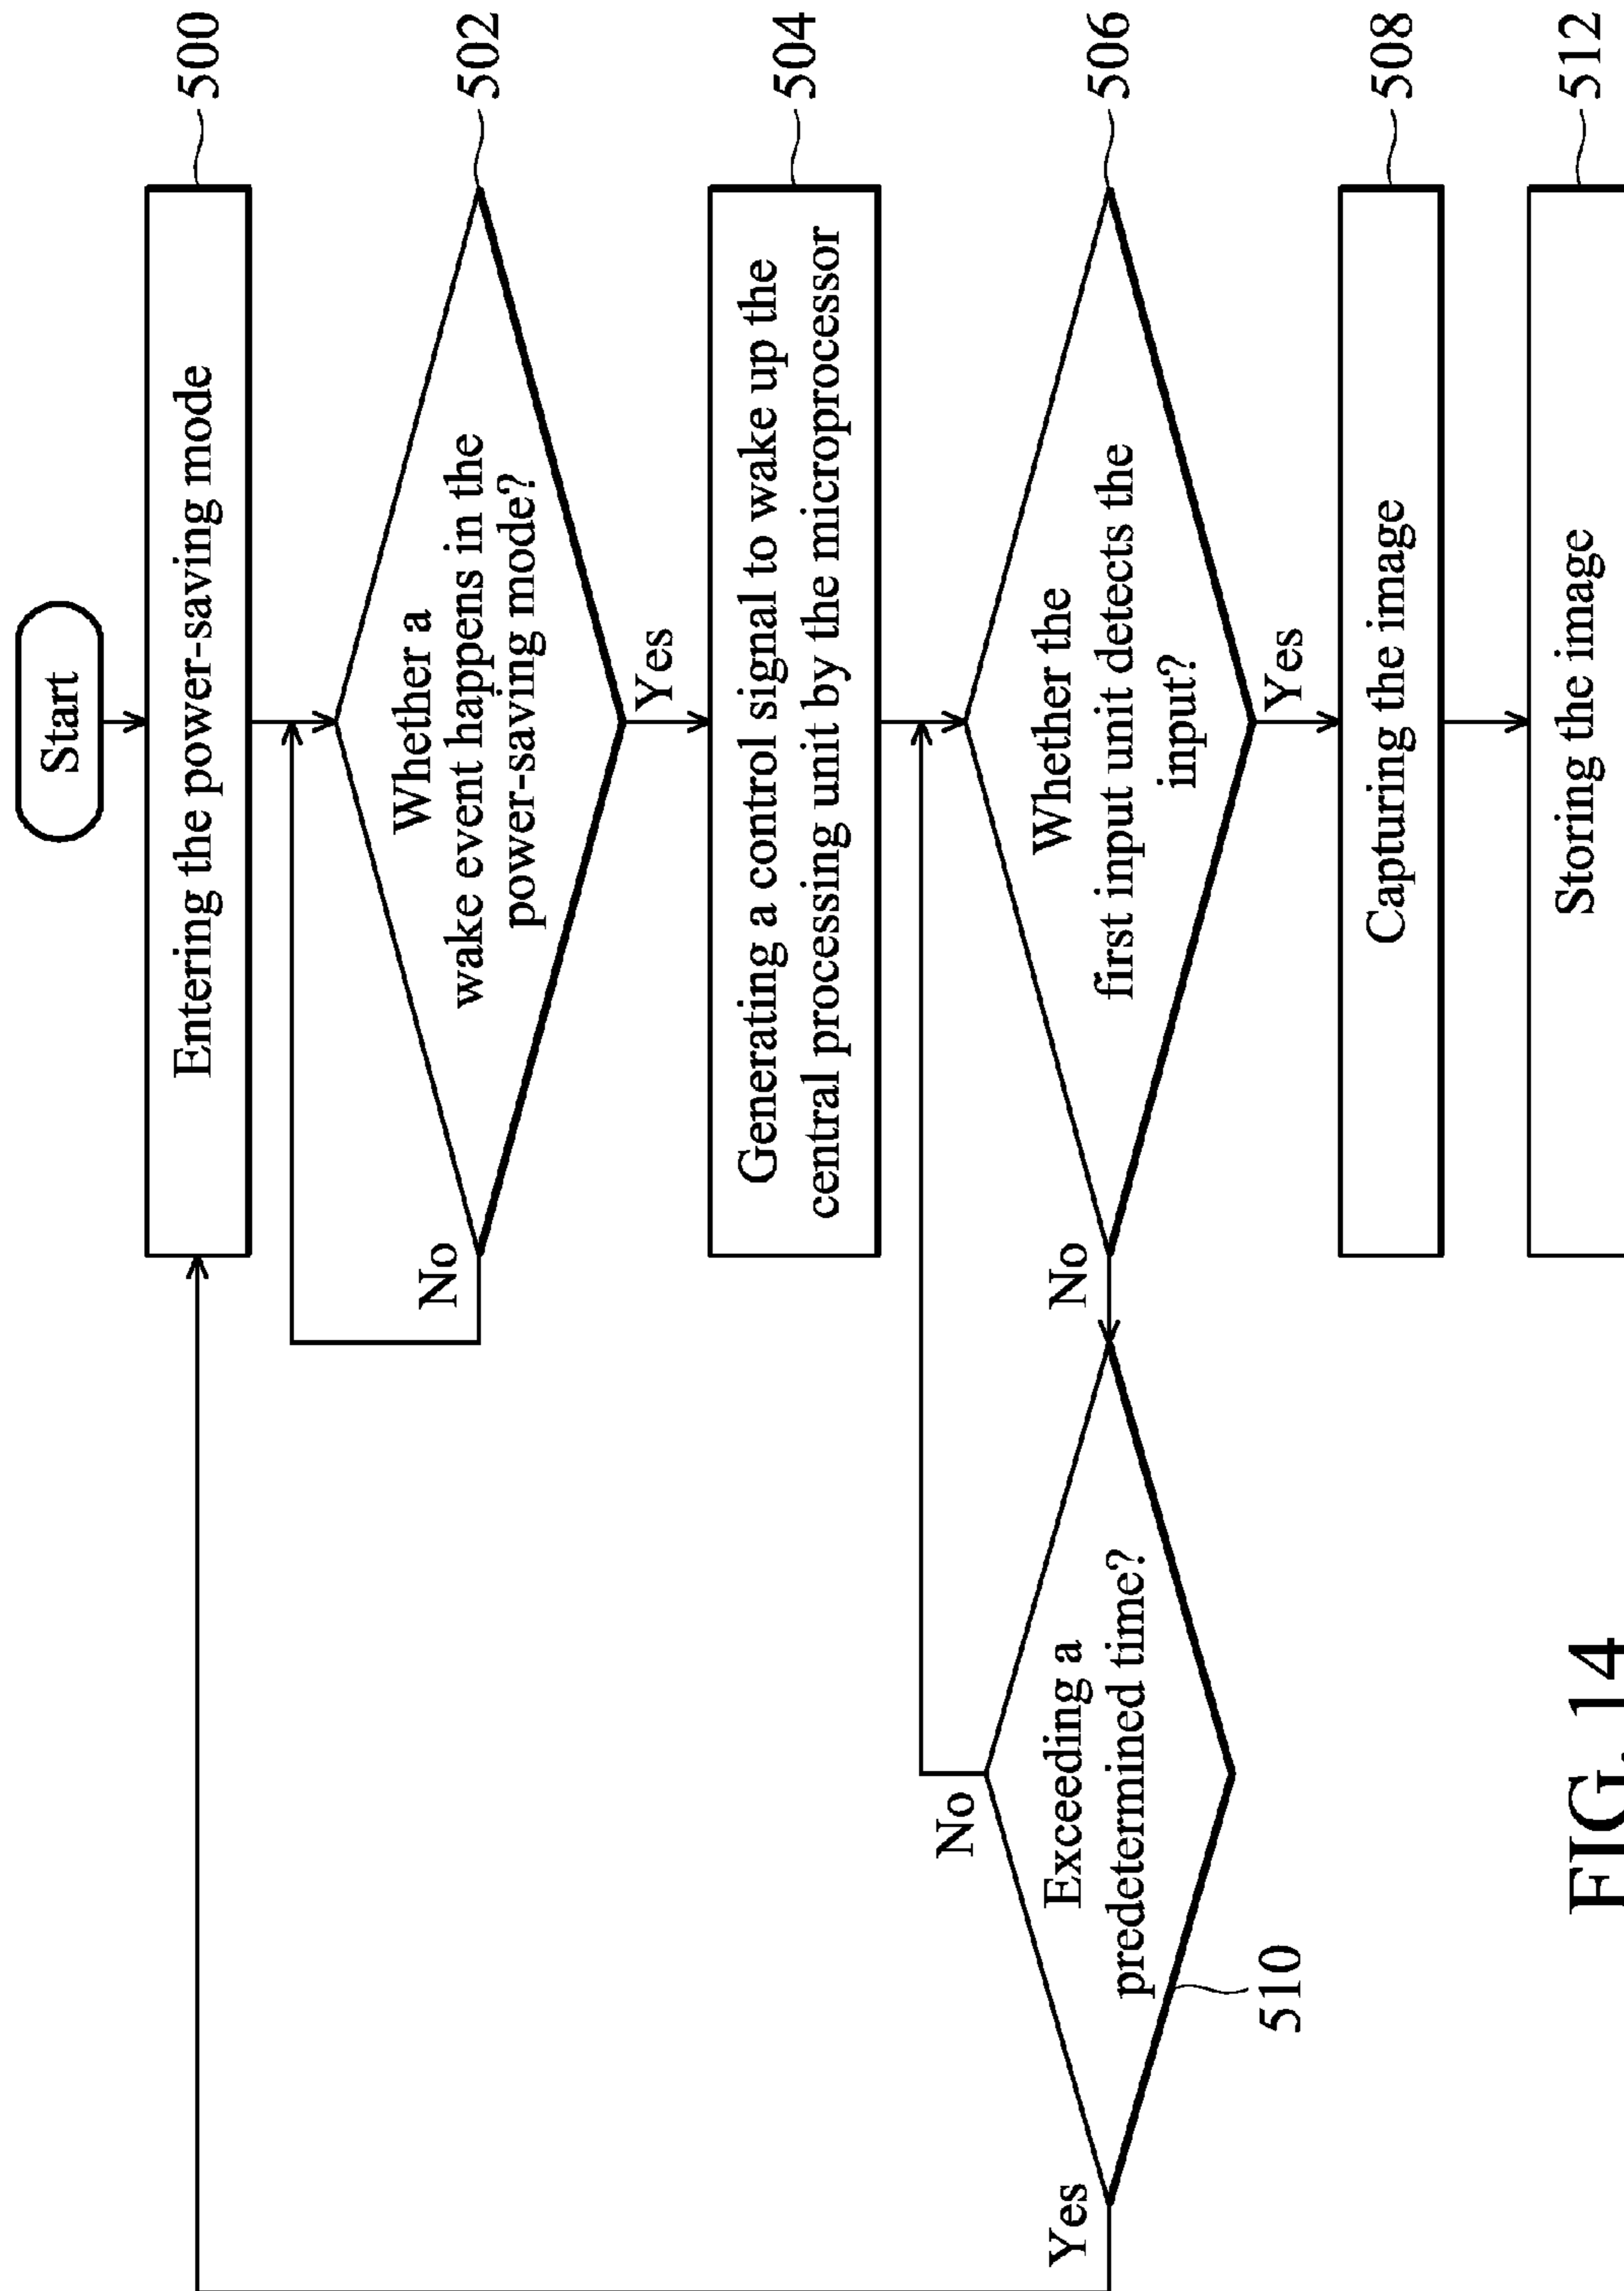 Start
Entering the power-saving mode
500
Whether a
wake event happens in the
power-saving mode?
502
No
Yes
Generating a control signal to wake up the
central processing unit by the microprocessor
504
Whether the
first input unit detects the
input?
506
No
Yes
Exceeding a
predetermined time?
510
No
Yes
Capturing the image
508
Storing the image
512
FIG. 14